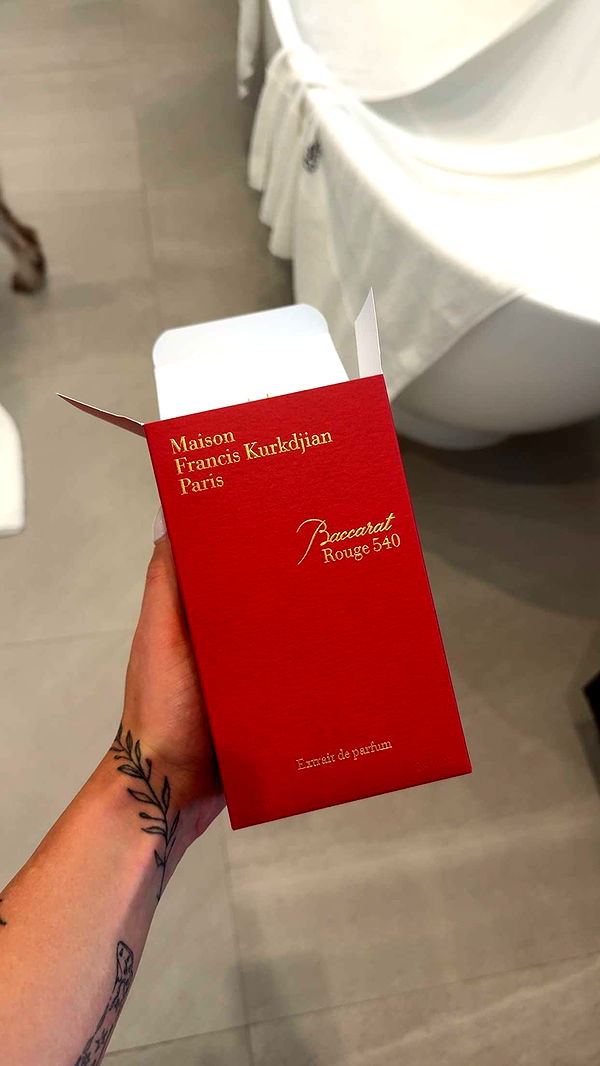 Maison
Francis Kurkdjian
Paris
Baccarat
Rouge 540
Extrait de parfum